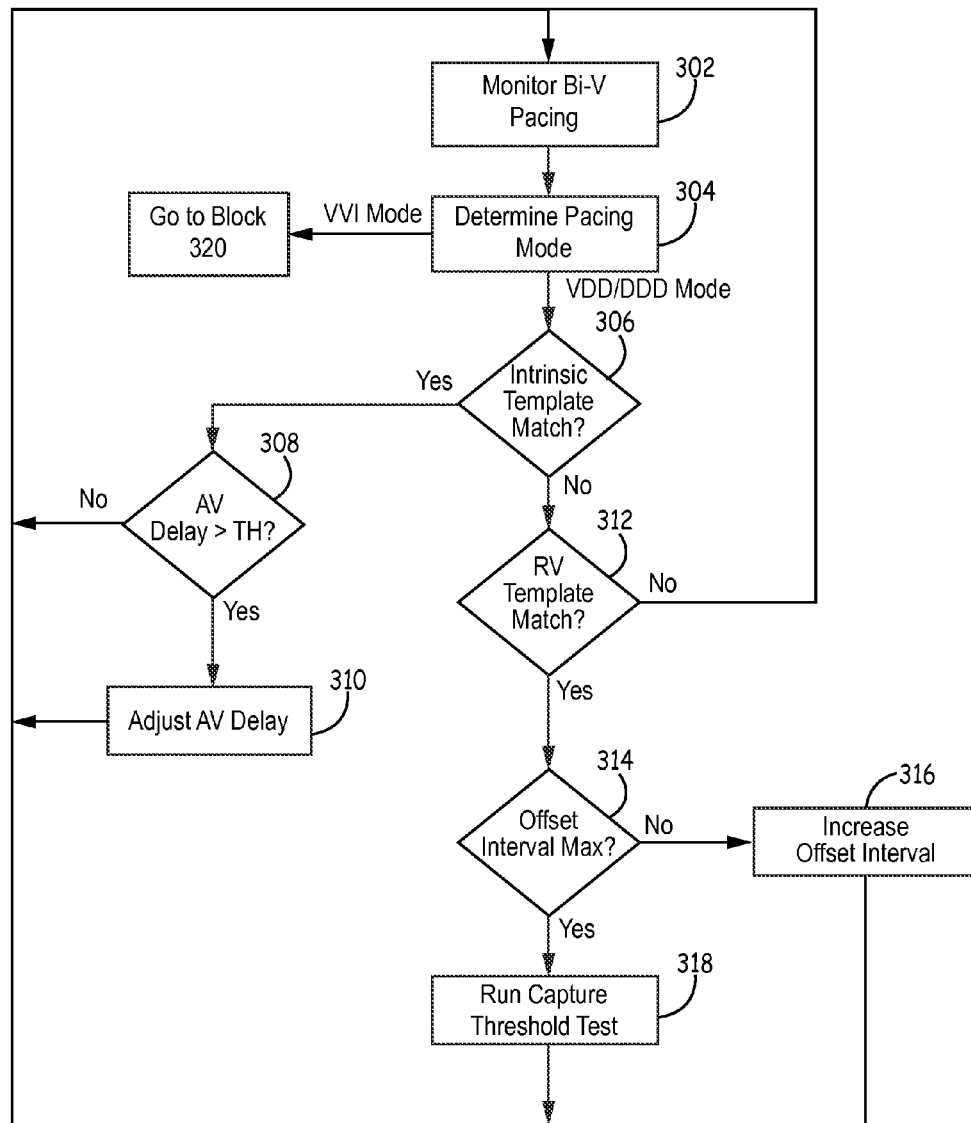 Monitor Bi-V
Pacing
302
Determine Pacing
Mode
304
VVI Mode
Go to Block
320
VDD/DDD Mode
306
Intrinsic
Template
Match?
Yes
No
308
AV
Delay > TH?
No
Yes
310
Adjust AV Delay
312
RV
Template
Match?
No
Yes
314
Offset
Interval Max?
No
316
Increase
Offset Interval
Yes
318
Run Capture
Threshold Test